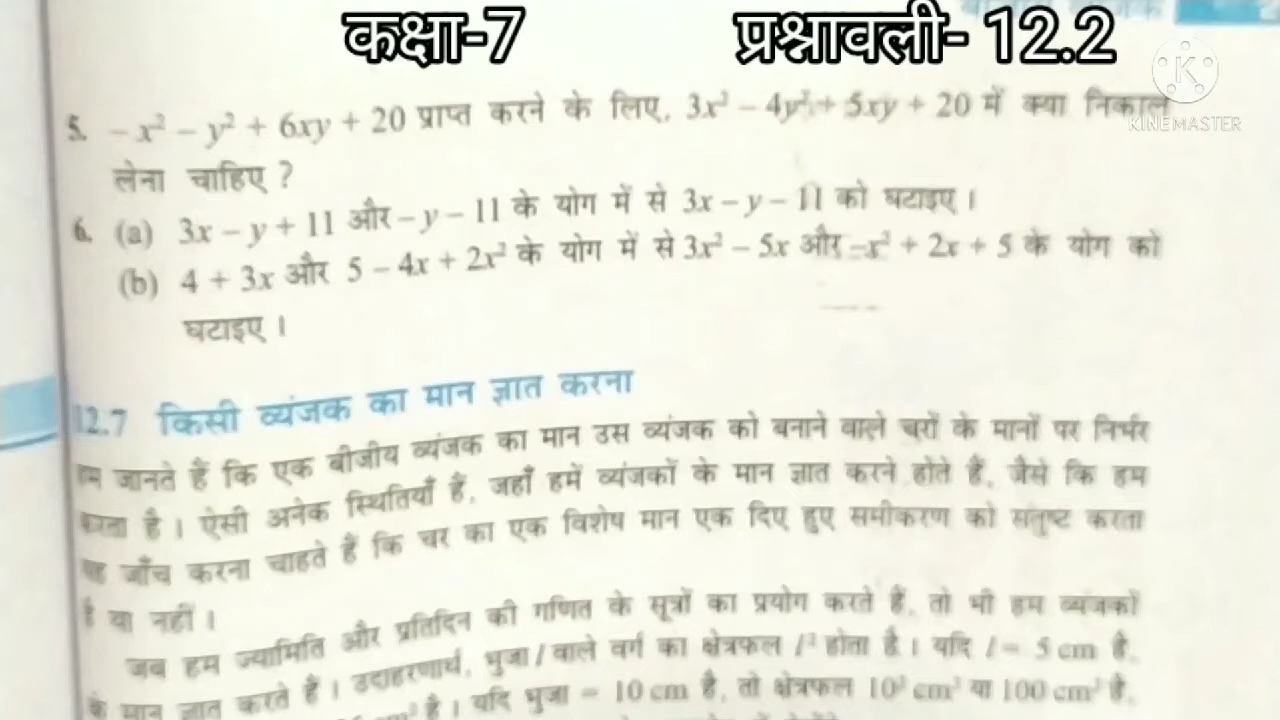 कक्षा-7 प्रश्नावली- 12.2
KINEMASTER
5. -x² - y² + 6xy + 20 प्राप्त करने के लिए, 3x² - 4y² + 5xy + 20 में क्या निकाल
लेना चाहिए ?
6. (a) 3x - y + 11 और - y - 11 के योग में से 3x - y - 11 को घटाइए ।
(b) 4 + 3x और 5 - 4x + 2x² के योग में से 3x² - 5x और -x² + 2x + 5 के योग को
घटाइए ।
12.7 किसी व्यंजक का मान ज्ञात करना
हम जानते हैं कि एक बीजीय व्यंजक का मान उस व्यंजक को बनाने वाले चरों के मानों पर निर्भर
करता है । ऐसी अनेक स्थितियाँ हैं, जहाँ हमें व्यंजकों के मान ज्ञात करने होते हैं, जैसे कि हम
यह जाँच करना चाहते हैं कि चर का एक विशेष मान एक दिए हुए समीकरण को संतुष्ट करता
है या नहीं ।
जब हम ज्यामिति और प्रतिदिन की गणित के सूत्रों का प्रयोग करते हैं, तो भी हम व्यंजकों
के मान ज्ञात करते हैं । उदाहरणार्थ, भुजा l वाले वर्ग का क्षेत्रफल l² होता है । यदि l = 5 cm है,
है । यदि भुजा = 10 cm है, तो क्षेत्रफल 10² cm² या 100 cm² है,